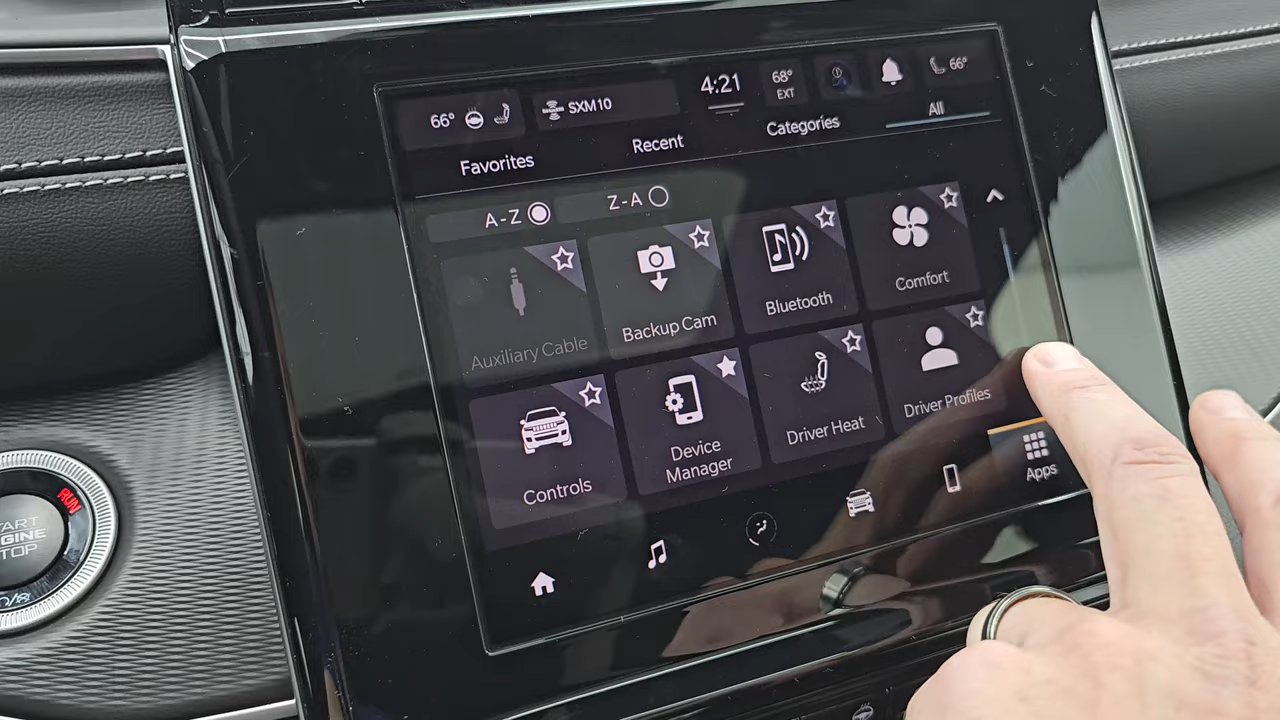 66°
SXM10
4:21
68°
EXT
66°
Favorites
Recent
Categories
All
A-Z
Z-A
Auxiliary Cable
Backup Cam
Bluetooth
Comfort
Controls
Device
Manager
Driver Heat
Driver Profiles
Apps
RUN
START
ENGINE
STOP